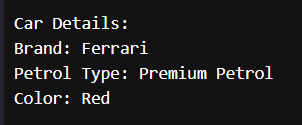 Car Details:
Brand: Ferrari
Petrol Type: Premium Petrol
Color: Red